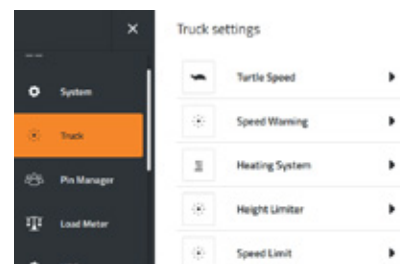 Truck settings
System
Truck
Pin Manager
Load Meter
Turtle Speed
Speed Warning
Heating System
Height Limiter
Speed Limit